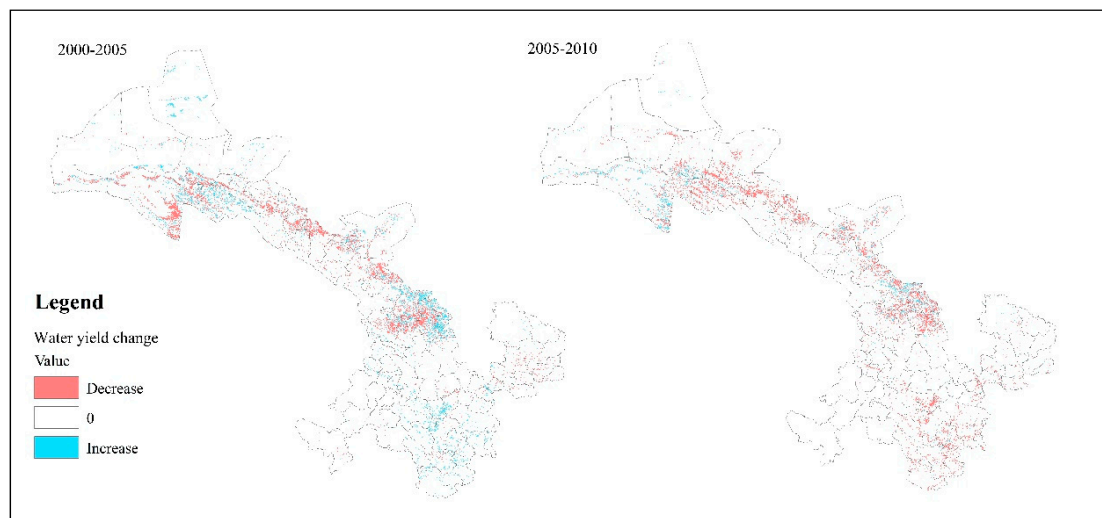 2000-2005
2005-2010
Legend
Water yield change
Value
Decrease
0
Increase